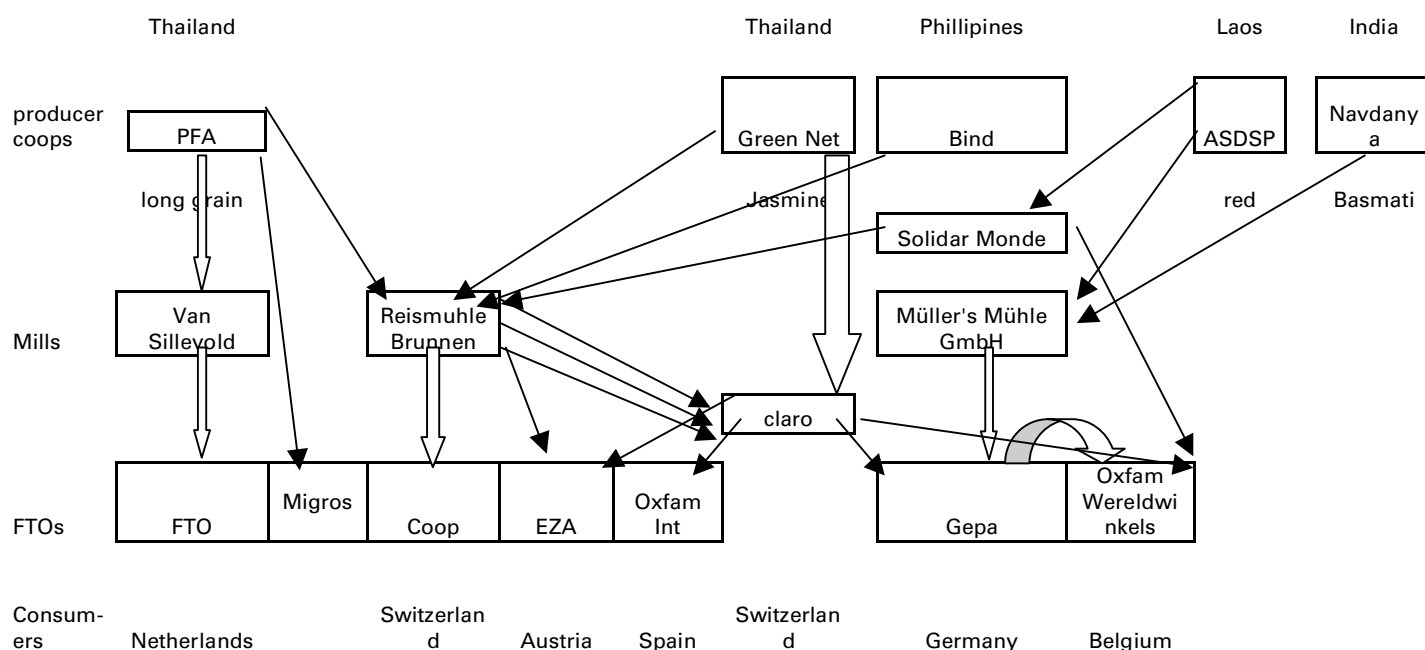 Thailand Thailand Phillipines Laos India
producer
coops
PFA
Green Net
Bind
ASDSP
Navdany
a
long grain Jasmine red Basmati
Solidar Monde
Mills
Van
Sillevold
Reismuhle
Brunnen
Müller's Mühle
GmbH
claro
FTOs
FTO
Migros
Coop
EZA
Oxfam
Int
Gepa
Oxfam
Wereldwi
nkels
Consum-
ers
Netherlands
Switzerlan
d
Austria
Spain
Switzerlan
d
Germany
Belgium